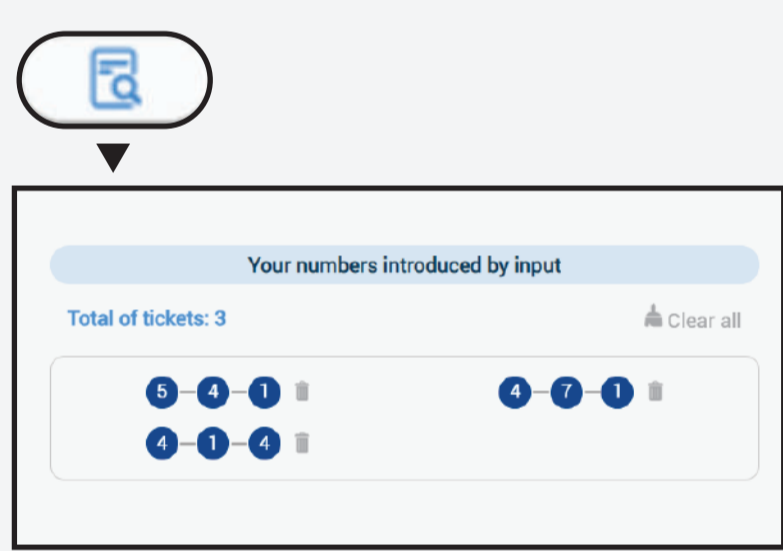 Your numbers introduced by input
Total of tickets: 3
Clear all
5-4-1
4-7-1
4-1-4